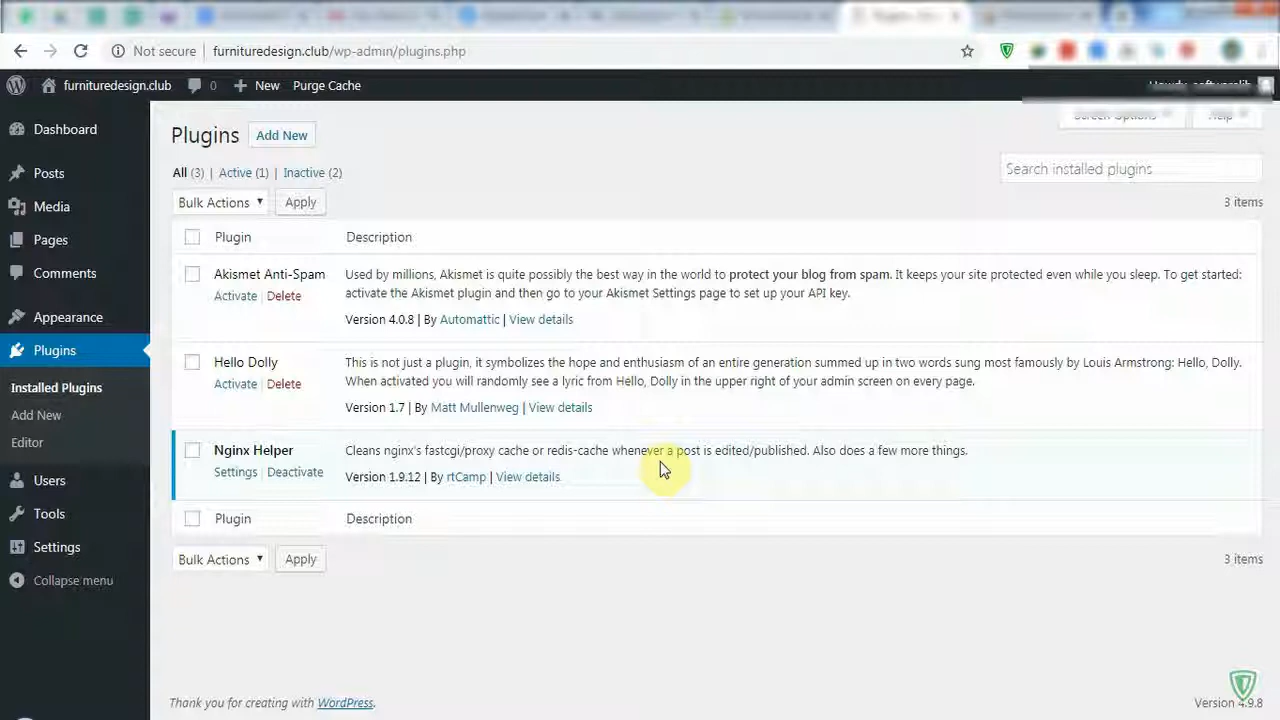 Not secure furnituredesign.club/wp-admin/plugins.php
furnituredesign.club 0 New Purge Cache
Dashboard
Posts
Media
Pages
Comments
Appearance
Plugins
Installed Plugins
Add New
Editor
Users
Tools
Settings
Collapse menu
Plugins Add New
Screen Options Help
All (3) | Active (1) | Inactive (2)
Search installed plugins
Bulk Actions Apply
3 items
Plugin Description
Akismet Anti-Spam
Activate | Delete
Used by millions, Akismet is quite possibly the best way in the world to protect your blog from spam. It keeps your site protected even while you sleep. To get started:
activate the Akismet plugin and then go to your Akismet Settings page to set up your API key.
Version 4.0.8 | By Automattic | View details
Hello Dolly
Activate | Delete
This is not just a plugin, it symbolizes the hope and enthusiasm of an entire generation summed up in two words sung most famously by Louis Armstrong: Hello, Dolly.
When activated you will randomly see a lyric from Hello, Dolly in the upper right of your admin screen on every page.
Version 1.7 | By Matt Mullenweg | View details
Nginx Helper
Settings | Deactivate
Cleans nginx's fastcgi/proxy cache or redis-cache whenever a post is edited/published. Also does a few more things.
Version 1.9.12 | By rtCamp | View details
Plugin Description
Bulk Actions Apply
3 items
Thank you for creating with WordPress.
Version 4.9.8